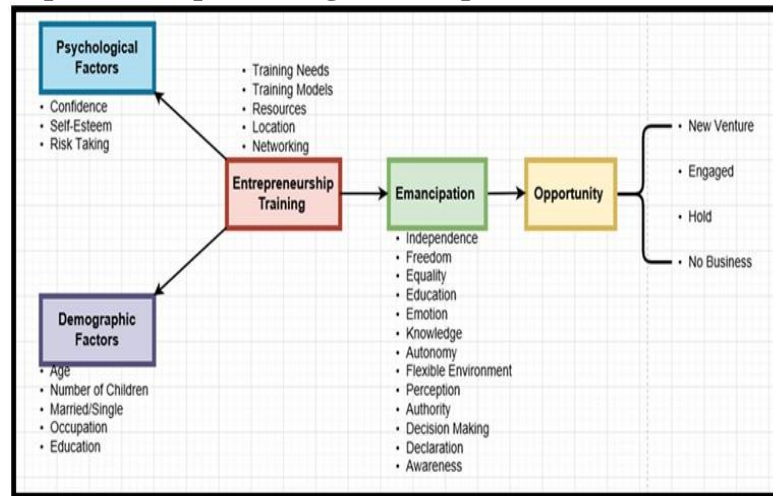 Psychological
Factors
• Confidence
• Self-Esteem
• Risk Taking
• Training Needs
• Training Models
• Resources
• Location
• Networking
Entrepreneurship
Training
Emancipation
Opportunity
• New Venture
• Engaged
• Hold
• No Business
• Independence
• Freedom
• Equality
• Education
• Emotion
• Knowledge
• Autonomy
• Flexible Environment
• Perception
• Authority
• Decision Making
• Declaration
• Awareness
Demographic
Factors
• Age
• Number of Children
• Married/Single
• Occupation
• Education